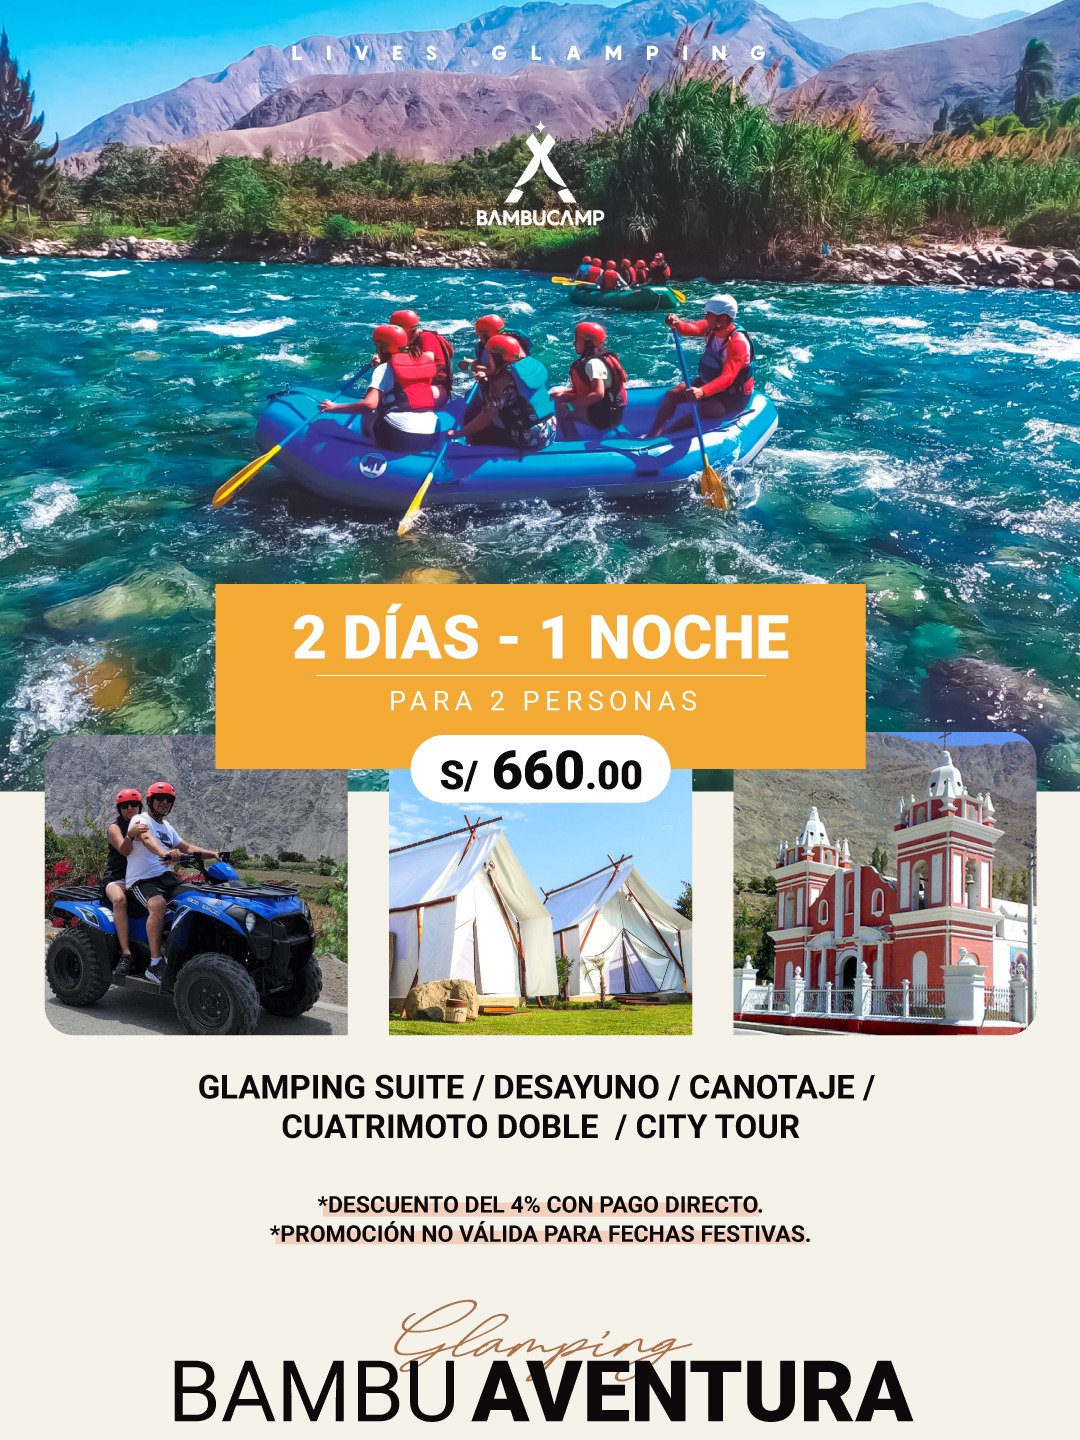 LIVES GLAMPING
BAMBUCAMP
2 DÍAS - 1 NOCHE
PARA 2 PERSONAS
S/ 660.00
GLAMPING SUITE / DESAYUNO / CANOTAJE /
CUATRIMOTO DOBLE / CITY TOUR
*DESCUENTO DEL 4% CON PAGO DIRECTO.
*PROMOCIÓN NO VÁLIDA PARA FECHAS FESTIVAS.
Glamping
BAMBU AVENTURA